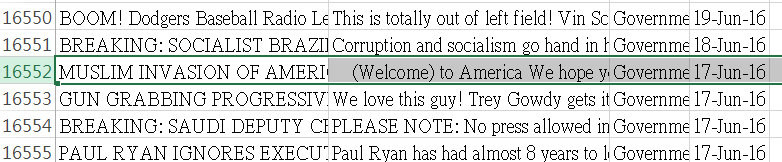 16550 BOOM! Dodgers Baseball Radio Le This is totally out of left field! Vin Sc Governme 19-Jun-16
16551 BREAKING: SOCIALIST BRAZI Corruption and socialism go hand in h Governme 18-Jun-16
16552 MUSLIM INVASION OF AMERI (Welcome) to America We hope y Governme 17-Jun-16
16553 GUN GRABBING PROGRESSIV We love this guy! Trey Gowdy gets it Governme 17-Jun-16
16554 BREAKING: SAUDI DEPUTY C PLEASE NOTE: No press allowed in Governme 17-Jun-16
16555 PAUL RYAN IGNORES EXECU Paul Ryan has had almost 8 years to l Governme 17-Jun-16